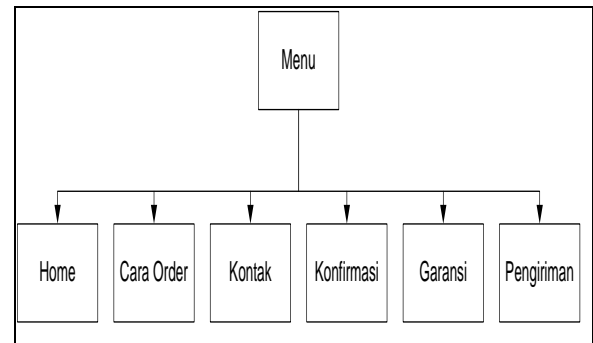 Menu
Home
Cara Order
Kontak
Konfirmasi
Garansi
Pengiriman